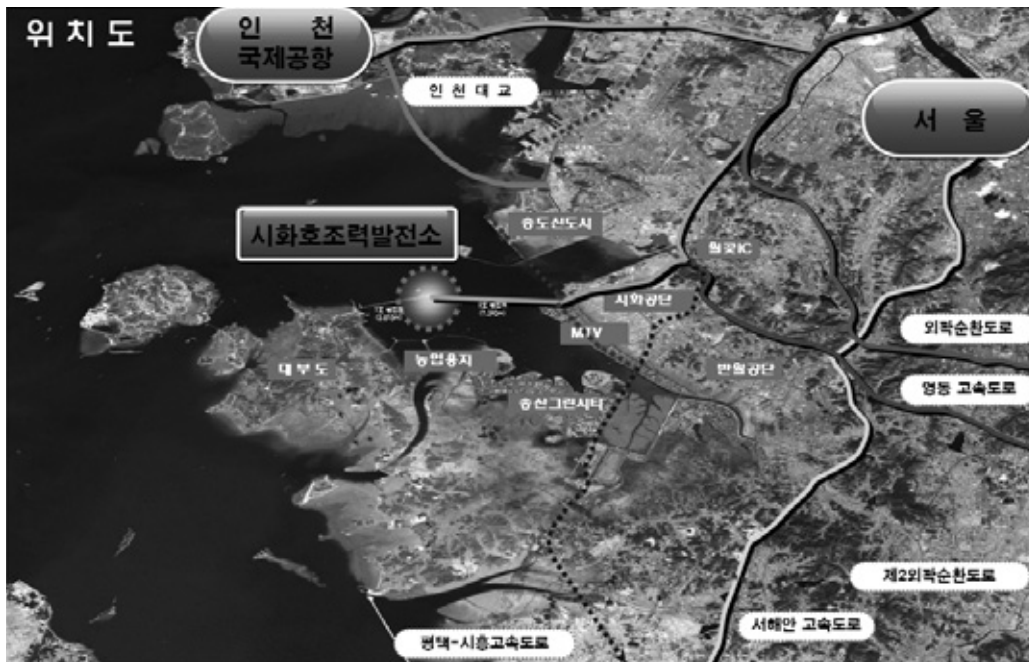 위 치 도
인 천
국제공항
인 천 대 교
서 울
송도신도시
시화호조력발전소
월곶IC
시화공단
MTV
외곽순환도로
대 부 도
농업용지
반월공단
영동 고속도로
송산그린시티
제2외곽순환도로
서해안 고속도로
평택-시흥고속도로